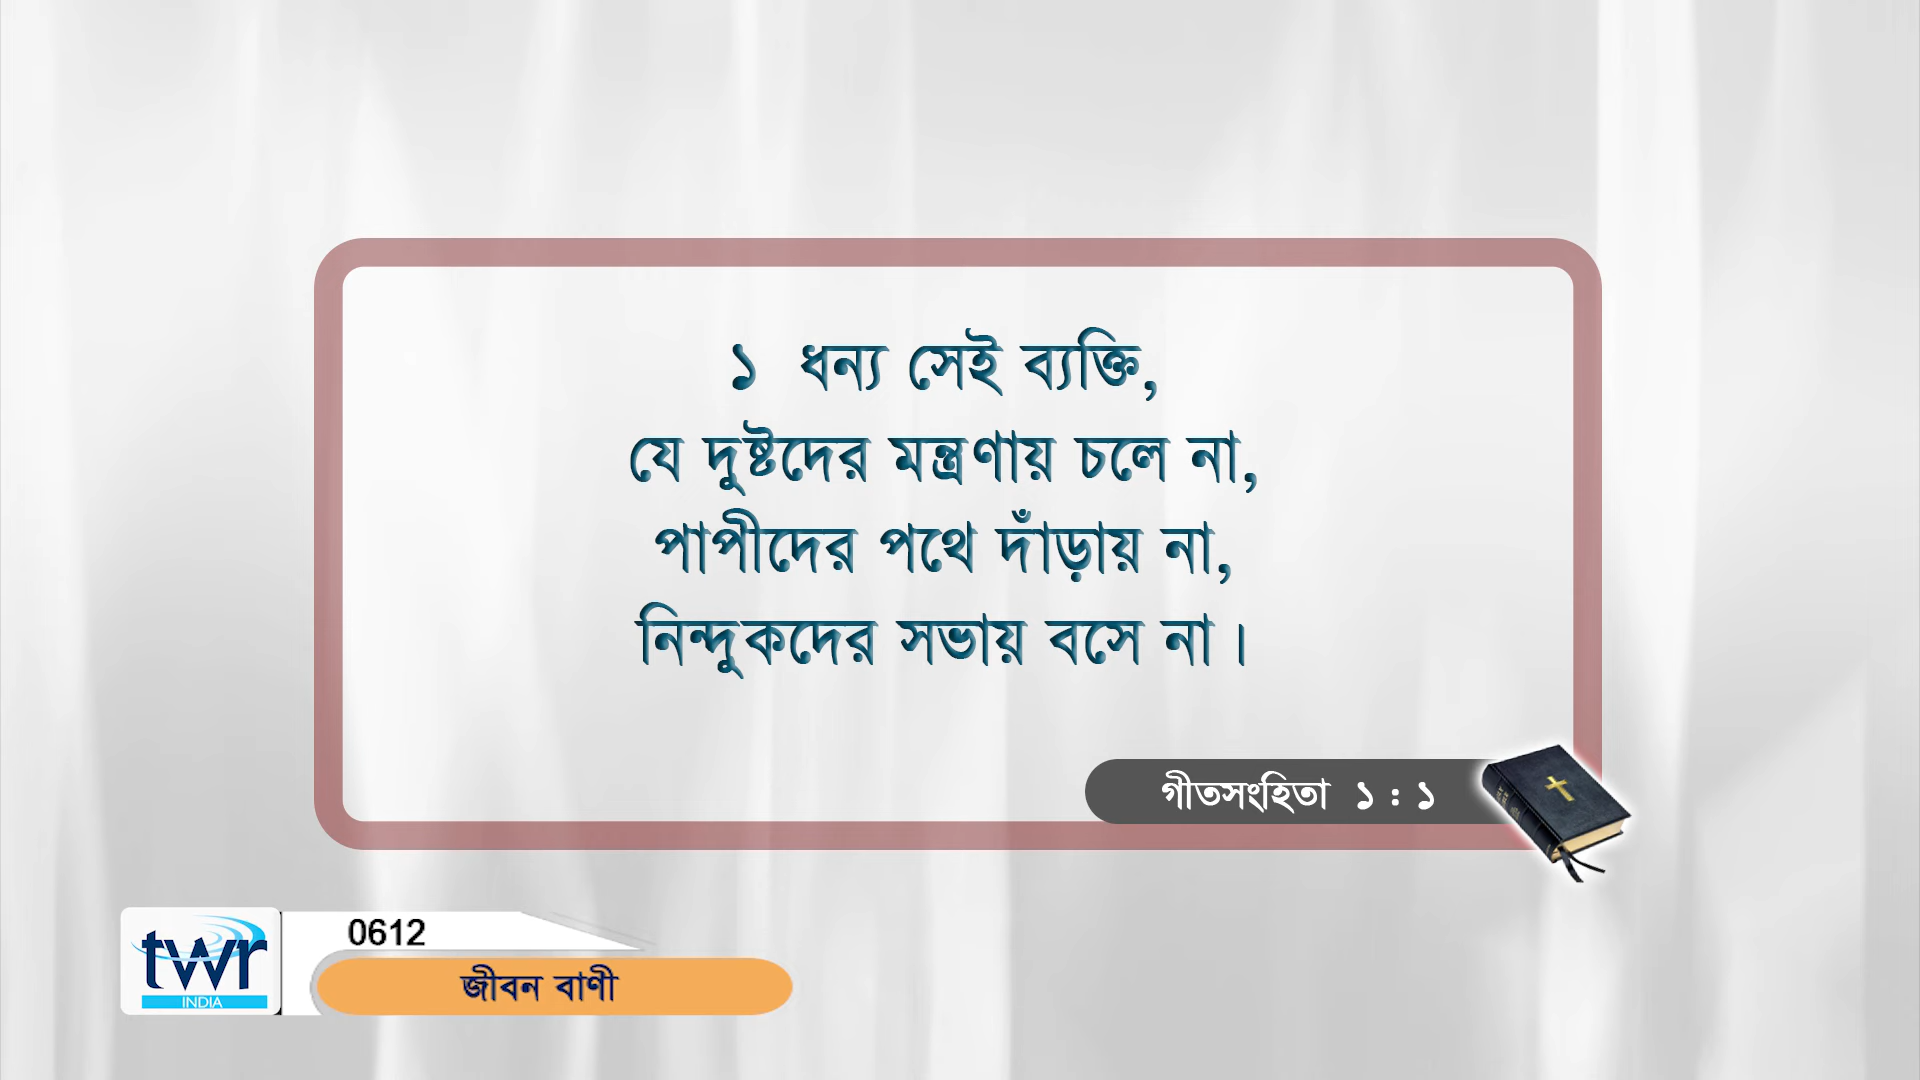 ১ ধন্য সেই ব্যক্তি,
যে দুষ্টদের মন্ত্রণায় চলে না,
পাপীদের পথে দাঁড়ায় না,
নিন্দুকদের সভায় বসে না।
গীতসংহিতা ১ : ১
twr
INDIA
0612
জীবন বাণী